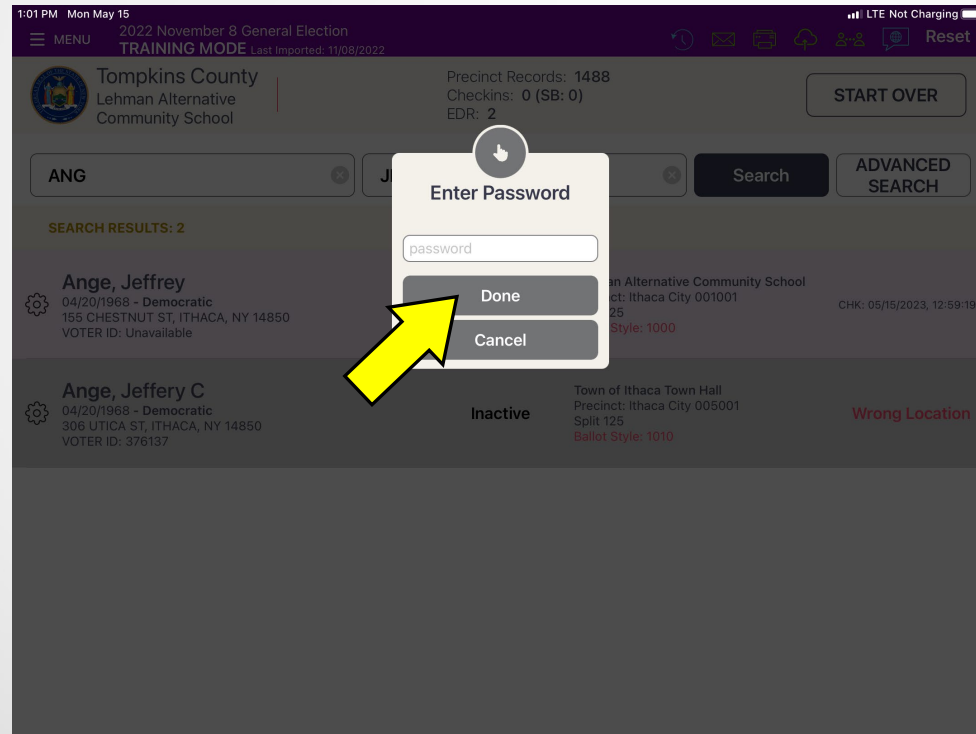 1:01 PM Mon May 15
LTE Not Charging
MENU
2022 November 8 General Election
TRAINING MODE Last Imported: 11/08/2022
Reset
Tompkins County
Lehman Alternative
Community School
Precinct Records: 1488
Checkins: 0 (SB: 0)
EDR: 2
START OVER
ANG
Search
ADVANCED
SEARCH
Enter Password
password
Done
Cancel
SEARCH RESULTS: 2
Ange, Jeffrey
04/20/1968 - Democratic
155 CHESTNUT ST, ITHACA, NY 14850
VOTER ID: Unavailable
Alternative Community School
Ithaca City 001001
25
Style: 1000
CHK: 05/15/2023, 12:59:19
Ange, Jeffery C
04/20/1968 - Democratic
306 UTICA ST, ITHACA, NY 14850
VOTER ID: 376137
Inactive
Town of Ithaca Town Hall
Precinct: Ithaca City 005001
Split 125
Ballot Style: 1010
Wrong Location